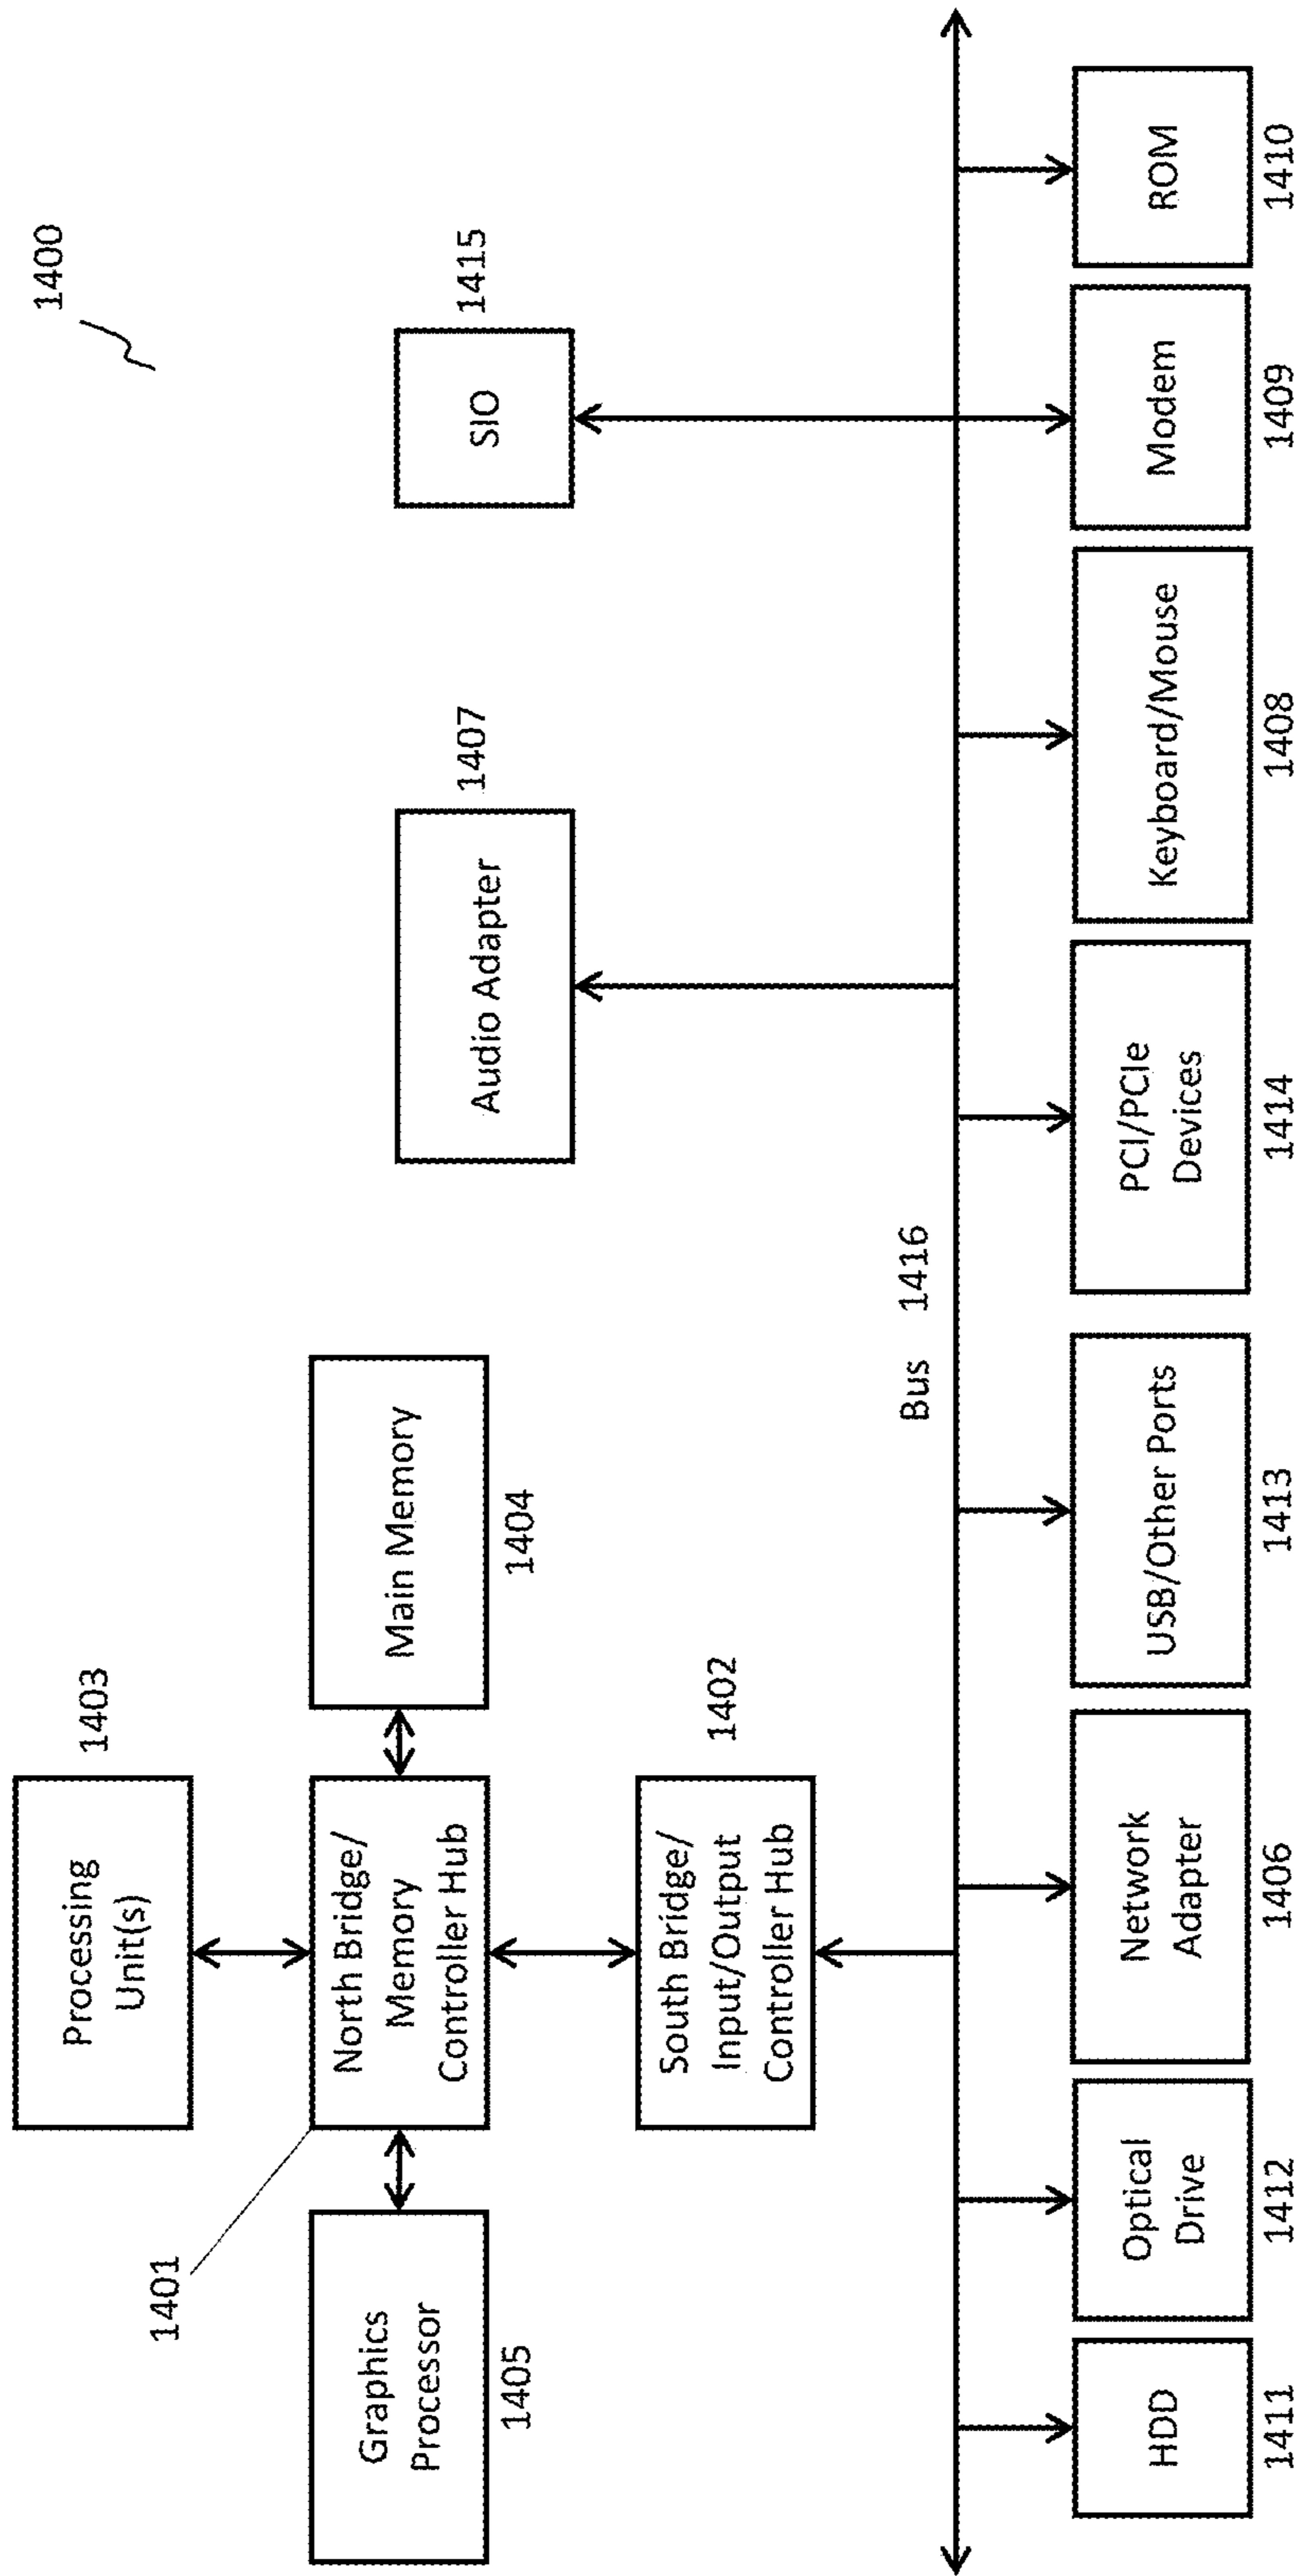 1400
Processing
Unit(s)
1403
1401
Graphics
Processor
1405
North Bridge/
Memory
Controller Hub
Main Memory
1404
Audio Adapter
1407
SIO
1415
South Bridge/
Input/Output
Controller Hub
1402
Bus 1416
HDD
1411
Optical
Drive
1412
Network
Adapter
1406
USB/Other Ports
1413
PCI/PCIe
Devices
1414
Keyboard/Mouse
1408
Modem
1409
ROM
1410